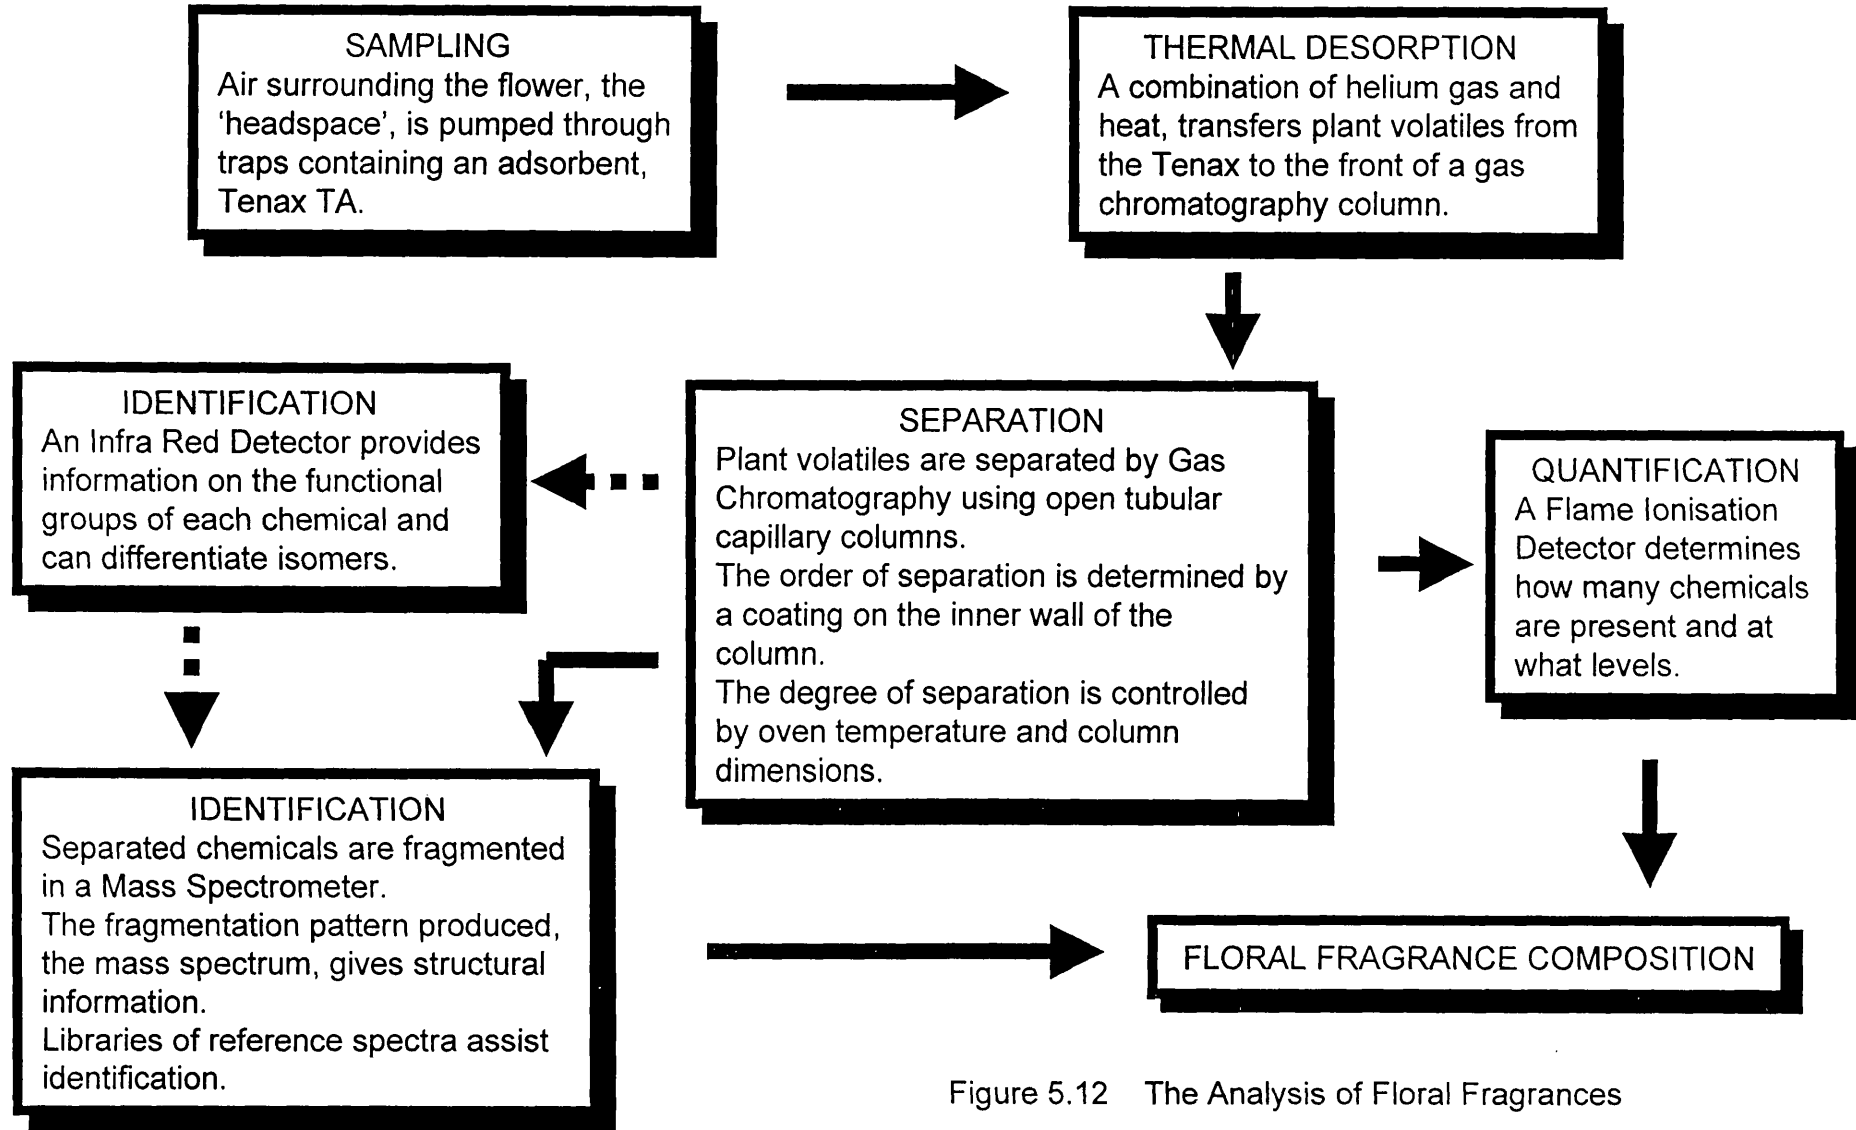 SAMPLING
Air surrounding the flower, the
'headspace', is pumped through
traps containing an adsorbent,
Tenax TA.
THERMAL DESORPTION
A combination of helium gas and
heat, transfers plant volatiles from
the Tenax to the front of a gas
chromatography column.
IDENTIFICATION
An Infra Red Detector provides
information on the functional
groups of each chemical and
can differentiate isomers.
SEPARATION
Plant volatiles are separated by Gas
Chromatography using open tubular
capillary columns.
The order of separation is determined by
a coating on the inner wall of the
column.
The degree of separation is controlled
by oven temperature and column
dimensions.
QUANTIFICATION
A Flame Ionisation
Detector determines
how many chemicals
are present and at
what levels.
IDENTIFICATION
Separated chemicals are fragmented
in a Mass Spectrometer.
The fragmentation pattern produced,
the mass spectrum, gives structural
information.
Libraries of reference spectra assist
identification.
FLORAL FRAGRANCE COMPOSITION
Figure 5.12 The Analysis of Floral Fragrances